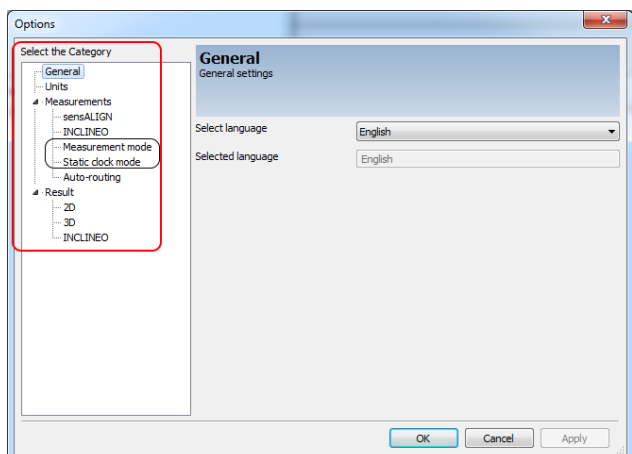 Options
Select the Category
General
Units
Measurements
sensALIGN
INCLINEO
Measurement mode
Static clock mode
Auto-routing
Result
2D
3D
INCLINEO
General
General settings
Select language
English
Selected language
English
OK
Cancel
Apply